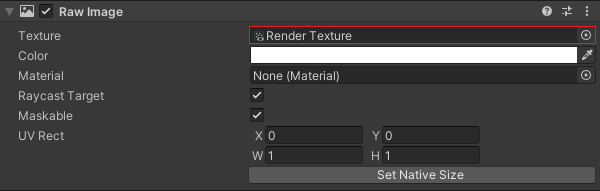 Raw Image
Texture Render Texture
Color
Material None (Material)
Raycast Target
Maskable
UV Rect X 0 Y 0
W 1 H 1
Set Native Size